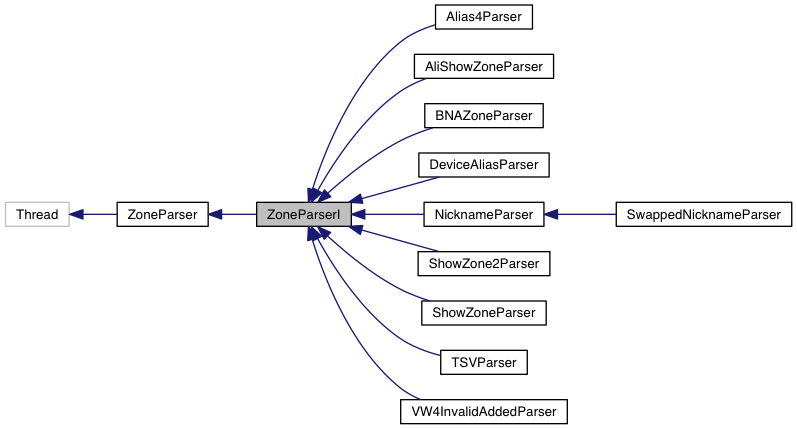 Alias4Parser
AliShowZoneParser
BNAZoneParser
DeviceAliasParser
Thread
ZoneParser
ZoneParserI
NicknameParser
SwappedNicknameParser
ShowZone2Parser
ShowZoneParser
TSVParser
VW4InvalidAddedParser